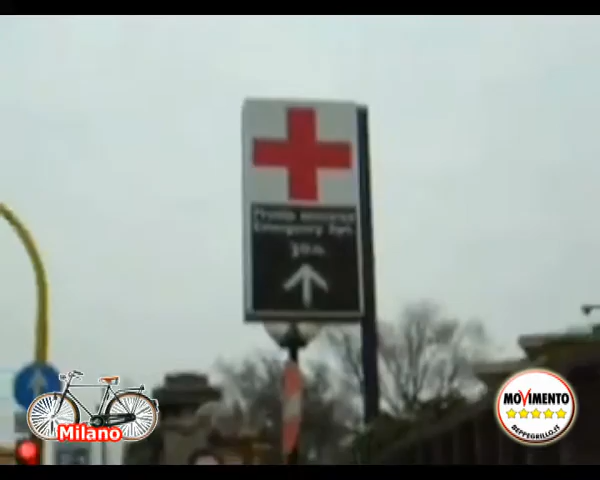 Pronto soccorso
Emergency Dpt.
Milano
MOVIMENTO
BEPPEGRILLO.IT